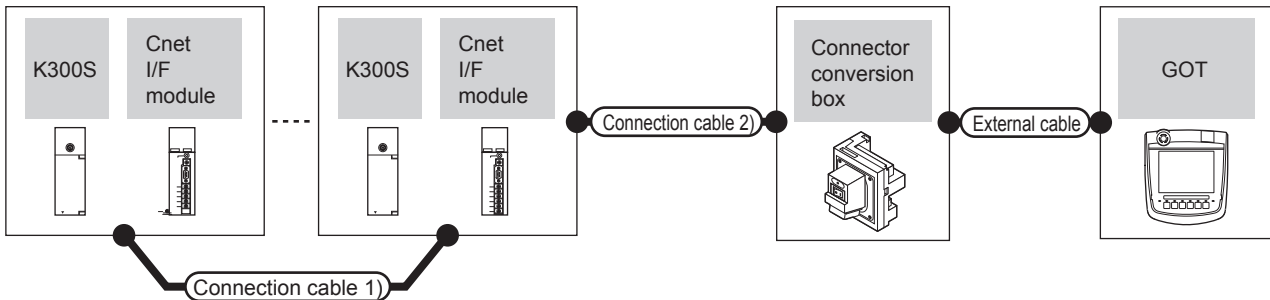 K300S
Cnet
I/F
module
K300S
Cnet
I/F
module
Connection cable 2)
Connector
conversion
box
External cable
GOT
Connection cable 1)